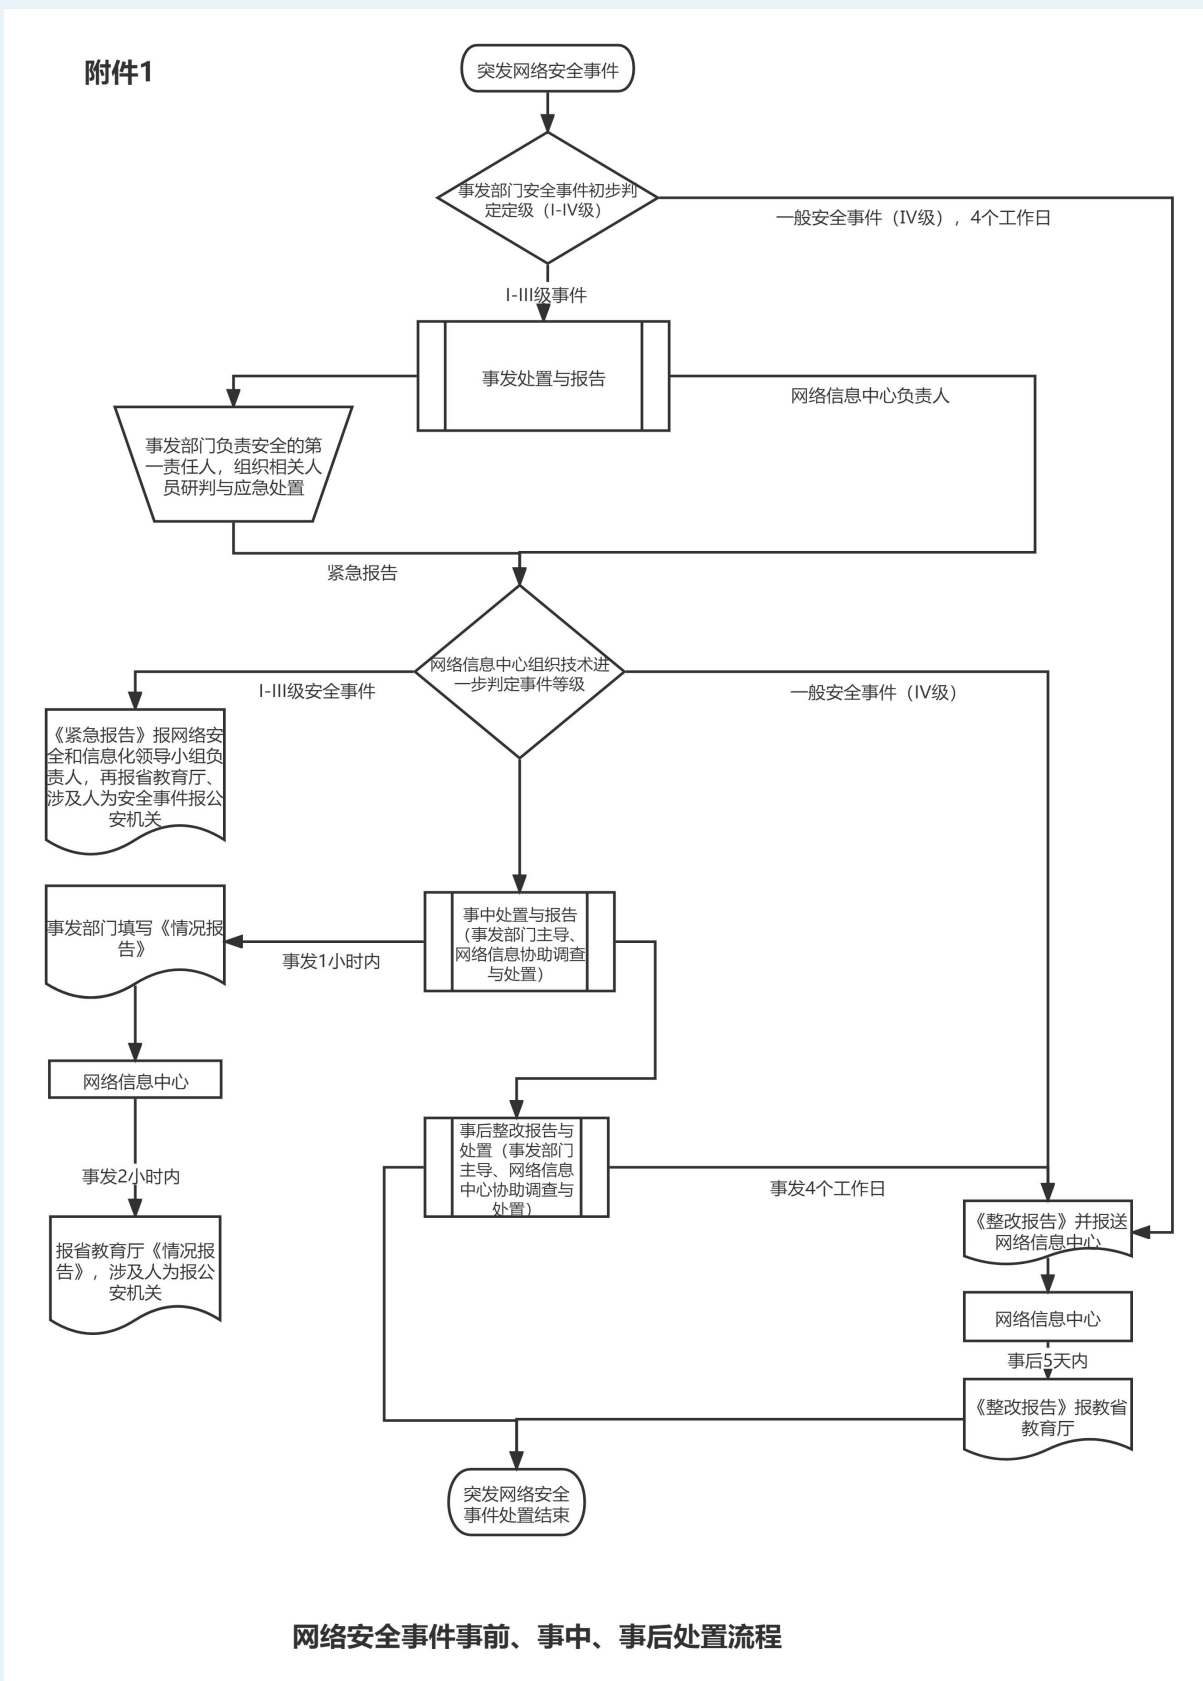 附件1
突发网络安全事件
事发部门安全事件初步判
定定级（I-IV级）
一般安全事件（IV级），4个工作日
I-III级事件
事发处置与报告
网络信息中心负责人
事发部门负责安全的第
一责任人，组织相关人
员研判与应急处置
紧急报告
网络信息中心组织技术进
一步判定事件等级
I-III级安全事件
一般安全事件（IV级）
《紧急报告》报网络安
全和信息化领导小组负
责人，再报省教育厅、
涉及人为安全事件报公
安机关
事中处置与报告
（事发部门主导、
网络信息协助调查
与处置）
事发部门填写《情况报
告》
事发1小时内
网络信息中心
事后整改报告与
处置（事发部门
主导、网络信息
中心协助调查与
处置）
事发2小时内
事发4个工作日
《整改报告》并报送
网络信息中心
报省教育厅《情况报
告》，涉及人为报公
安机关
网络信息中心
事后5天内
《整改报告》报教省
教育厅
突发网络安全
事件处置结束
网络安全事件事前、事中、事后处置流程